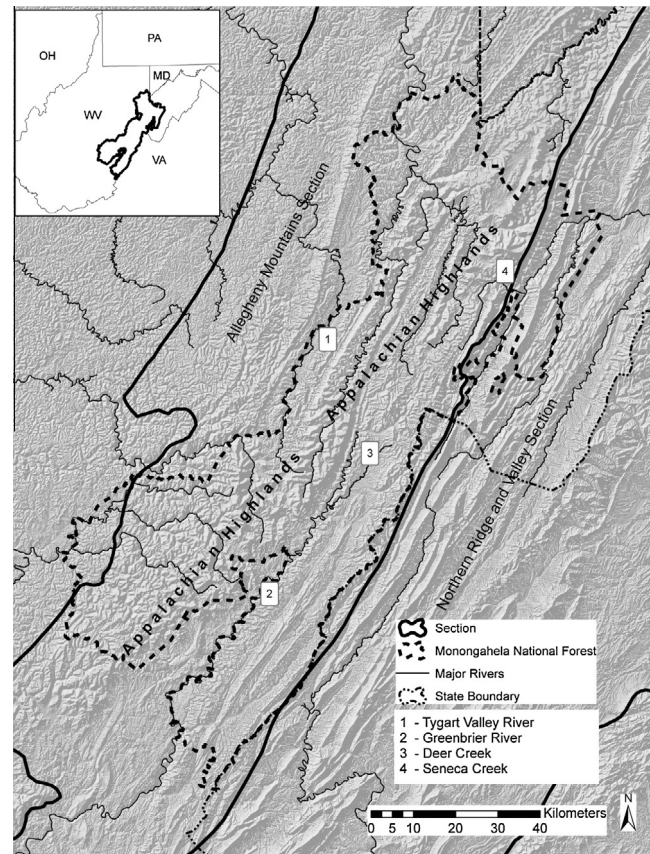 OH
PA
MD
WV
VA
Allegheny Mountains Section
Appalachian Highlands
4
1
3
Appalachian Highlands
2
Northern Ridge and Valley Section
Section
Monongahela National Forest
Major Rivers
State Boundary
1 - Tygart Valley River
2 - Greenbrier River
3 - Deer Creek
4 - Seneca Creek
Kilometers
0 5 10 20 30 40
N